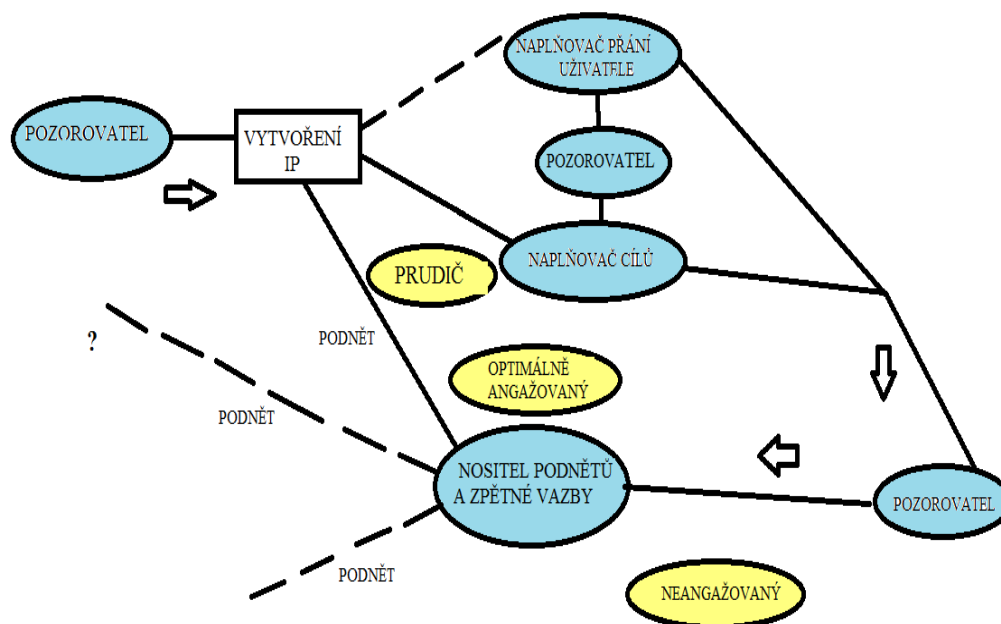 NAPLŇOVAČ PŘÁNÍ
UŽIVATELE
POZOROVATEL
VYTVOŘENÍ
IP
POZOROVATEL
NAPLŇOVAČ CÍLŮ
PRUDIČ
PODNĚT
?
OPTIMÁLNĚ
ANGAŽOVANÝ
PODNĚT
NOSITEL PODNĚTŮ
A ZPĚTNÉ VAZBY
POZOROVATEL
PODNĚT
NEANGAŽOVANÝ